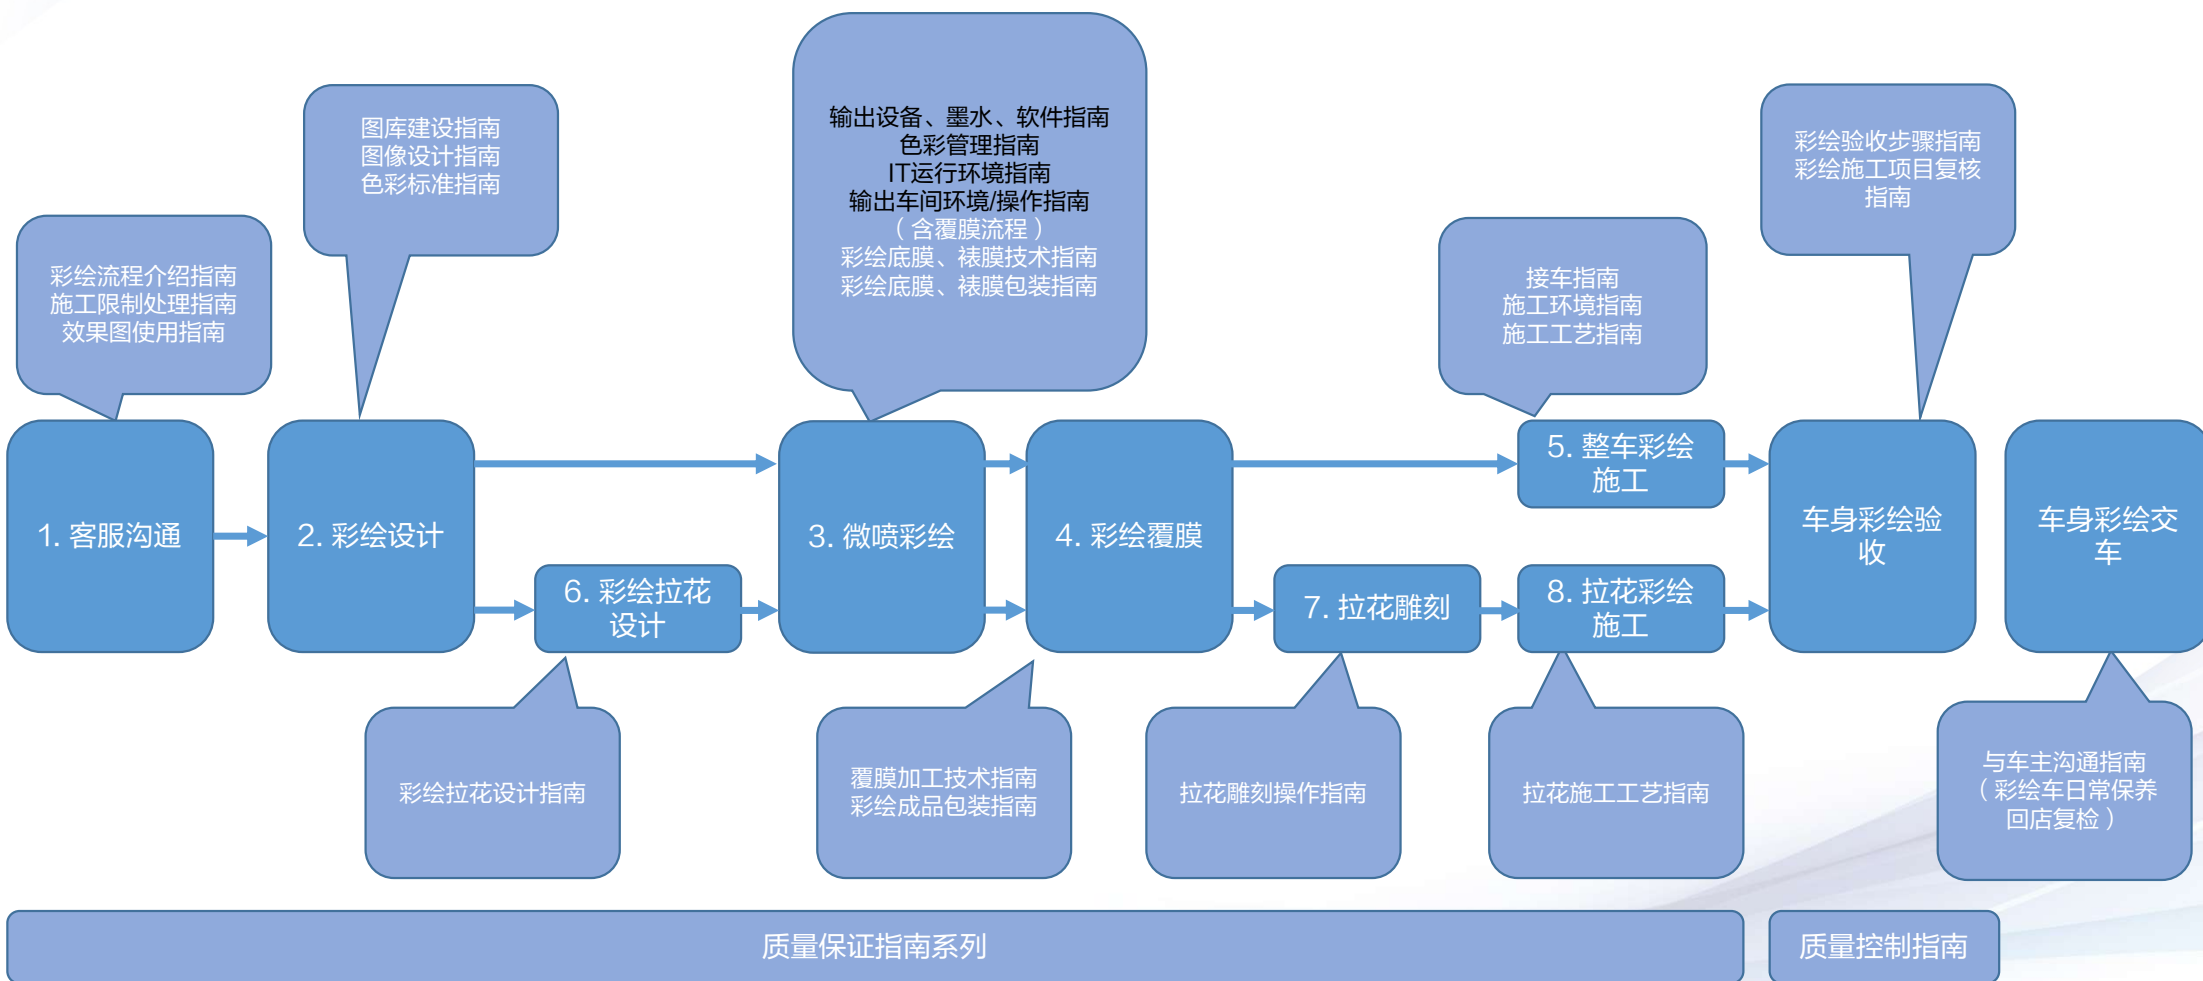 输出设备、墨水、软件指南
色彩管理指南
IT运行环境指南
输出车间环境/操作指南
（含覆膜流程）
彩绘底膜、裱膜技术指南
彩绘底膜、裱膜包装指南
图库建设指南
图像设计指南
色彩标准指南
彩绘验收步骤指南
彩绘施工项目复核
指南
彩绘流程介绍指南
施工限制处理指南
效果图使用指南
接车指南
施工环境指南
施工工艺指南
1. 客服沟通
2. 彩绘设计
3. 微喷彩绘
4. 彩绘覆膜
5. 整车彩绘
施工
车身彩绘验
收
车身彩绘交
车
6. 彩绘拉花
设计
7. 拉花雕刻
8. 拉花彩绘
施工
彩绘拉花设计指南
覆膜加工技术指南
彩绘成品包装指南
拉花雕刻操作指南
拉花施工工艺指南
与车主沟通指南
（彩绘车日常保养
回店复检）
质量保证指南系列
质量控制指南